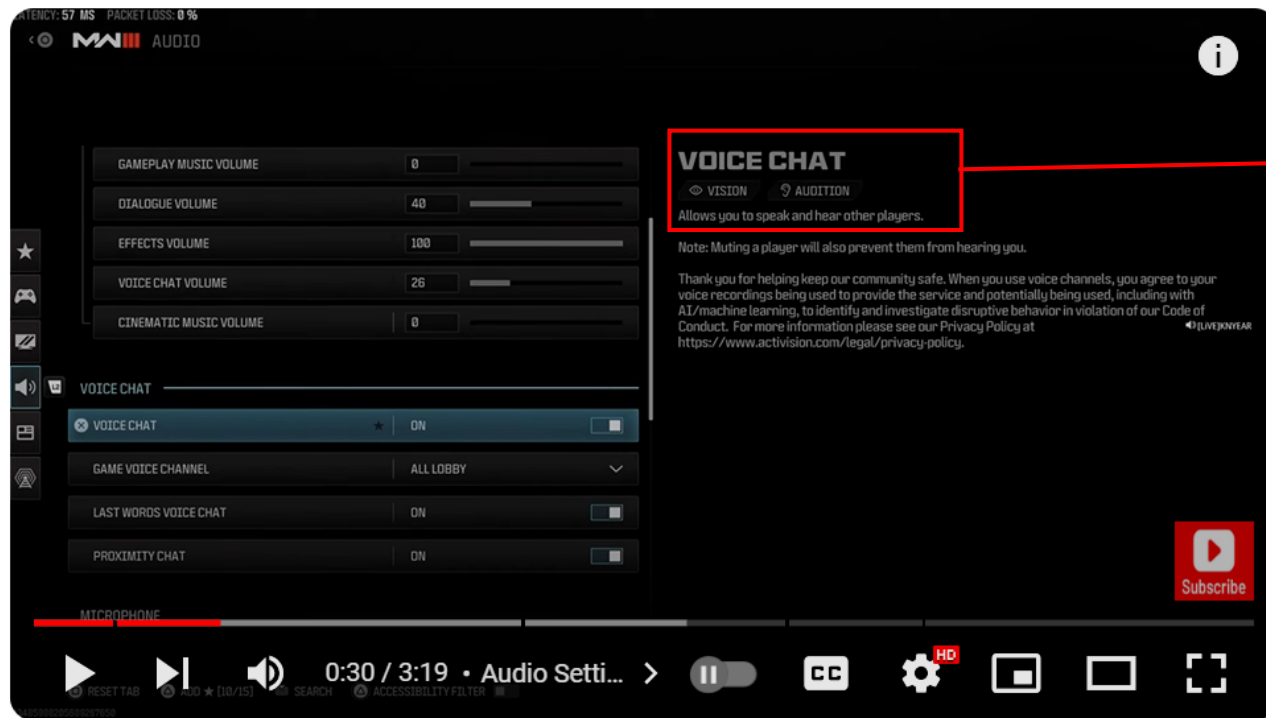 LATENCY: 57 MS PACKET LOSS: 0 %
MWIII AUDIO
GAMEPLAY MUSIC VOLUME 0
DIALOGUE VOLUME 40
EFFECTS VOLUME 100
VOICE CHAT VOLUME 26
CINEMATIC MUSIC VOLUME 0
L2 VOICE CHAT
VOICE CHAT ON
GAME VOICE CHANNEL ALL LOBBY
LAST WORDS VOICE CHAT ON
PROXIMITY CHAT ON
MICROPHONE
VOICE CHAT
VISION AUDITION
Allows you to speak and hear other players.
Note: Muting a player will also prevent them from hearing you.
Thank you for helping keep our community safe. When you use voice channels, you agree to your
voice recordings being used to provide the service and potentially being used, including with
AI/machine learning, to identify and investigate disruptive behavior in violation of our Code of
Conduct. For more information please see our Privacy Policy at
https://www.activision.com/legal/privacy-policy.
[LIVE]KNYEAR
Subscribe
0:30 / 3:19 • Audio Setti...
CC
HD
RESET TAB ADD ★ [10/15] SEARCH ACCESSIBILITY FILTER